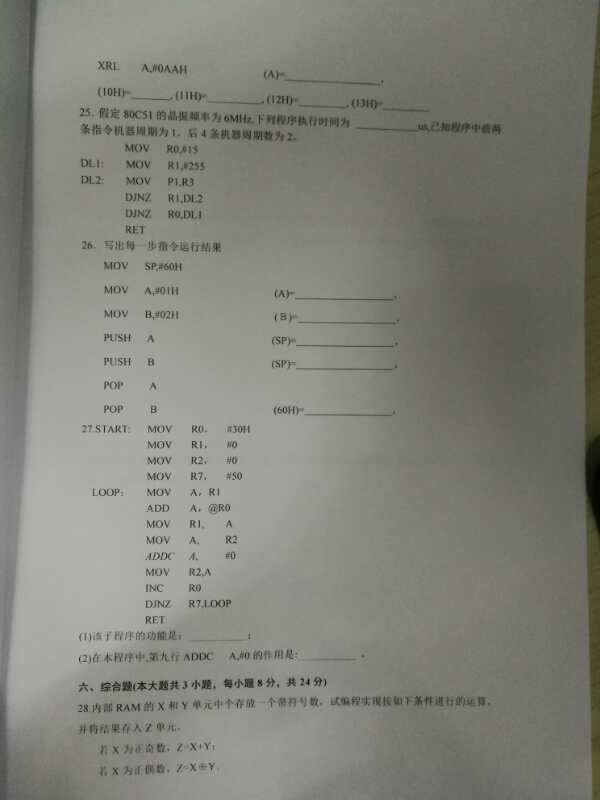 XRL A,#0AAH (A)=____________,
(10H)=_______, (11H)=_________, (12H)=________, (13H)=________
25. 假定 80C51 的晶振频率为 6MHz,下列程序执行时间为 __________us,已知程序中前两
条指令机器周期为 1，后 4 条机器周期数为 2。
MOV R0,#15
DL1: MOV R1,#255
DL2: MOV P1,R3
DJNZ R1,DL2
DJNZ R0,DL1
RET
26. 写出每一步指令运行结果
MOV SP,#60H
MOV A,#01H (A)=________________,
MOV B,#02H (B)=________________,
PUSH A (SP)=________________,
PUSH B (SP)=________________,
POP A
POP B (60H)=______________,
27.START: MOV R0， #30H
MOV R1， #0
MOV R2， #0
MOV R7， #50
LOOP： MOV A，R1
ADD A，@R0
MOV R1, A
MOV A, R2
ADDC A, #0
MOV R2,A
INC R0
DJNZ R7,LOOP
RET
(1)该子程序的功能是：__________；
(2)在本程序中,第九行 ADDC A,#0 的作用是:__________ 。
六、综合题(本大题共 3 小题，每小题 8 分，共 24 分)
28.内部 RAM 的 X 和 Y 单元中个存放一个带符号数，试编程实现按如下条件进行的运算，
并将结果存入 Z 单元。
若 X 为正奇数，Z=X+Y；
若 X 为正偶数，Z=X⊕Y.